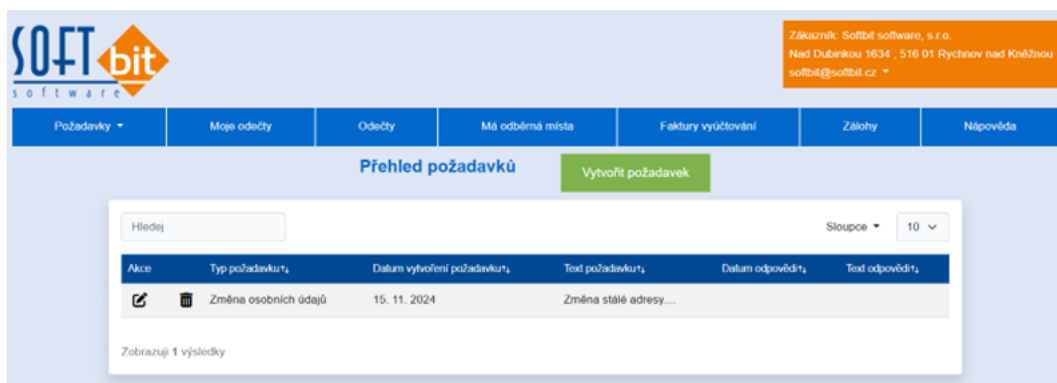 SOFT bit
software
Zákazník: Softbit software, s.r.o.
Nad Dubinkou 1634 , 516 01 Rychnov nad Kněžnou
softbit@softbit.cz
Požadavky Moje odečty Odečty Má odběrná místa Faktury vyúčtování Zálohy Nápověda
Přehled požadavků Vytvořit požadavek
Hledej Sloupce 10
Akce Typ požadavku↑↓ Datum vytvoření požadavku↑↓ Text požadavku↑↓ Datum odpovědi↑↓ Text odpovědi↑↓
Změna osobních údajů 15. 11. 2024 Změna stálé adresy....
Zobrazuji 1 výsledky